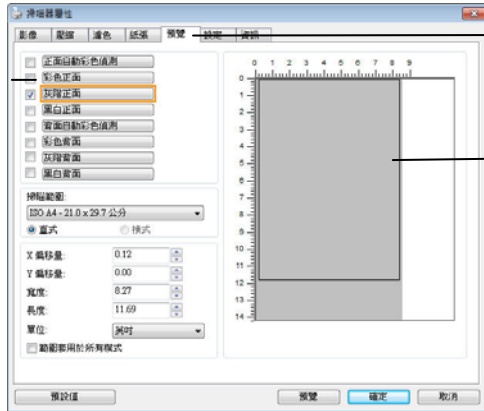 掃描器屬性
影像 壓縮 濾色 紙張 預覽 設定 資訊
正面自動彩色偵測
彩色正面
灰階正面
黑白正面
背面自動彩色偵測
彩色背面
灰階背面
黑白背面
掃描範圍:
ISO A4 - 21.0 x 29.7 公分
直式 橫式
X 偏移量: 0.12
Y 偏移量: 0.00
寬度: 8.27
長度: 11.69
單位: 英吋
範圍套用於所有模式
0 1 2 3 4 5 6 7 8 9
0
1
2
3
4
5
6
7
8
9
10
11
12
13
14
預設值 預覽 確定 取消